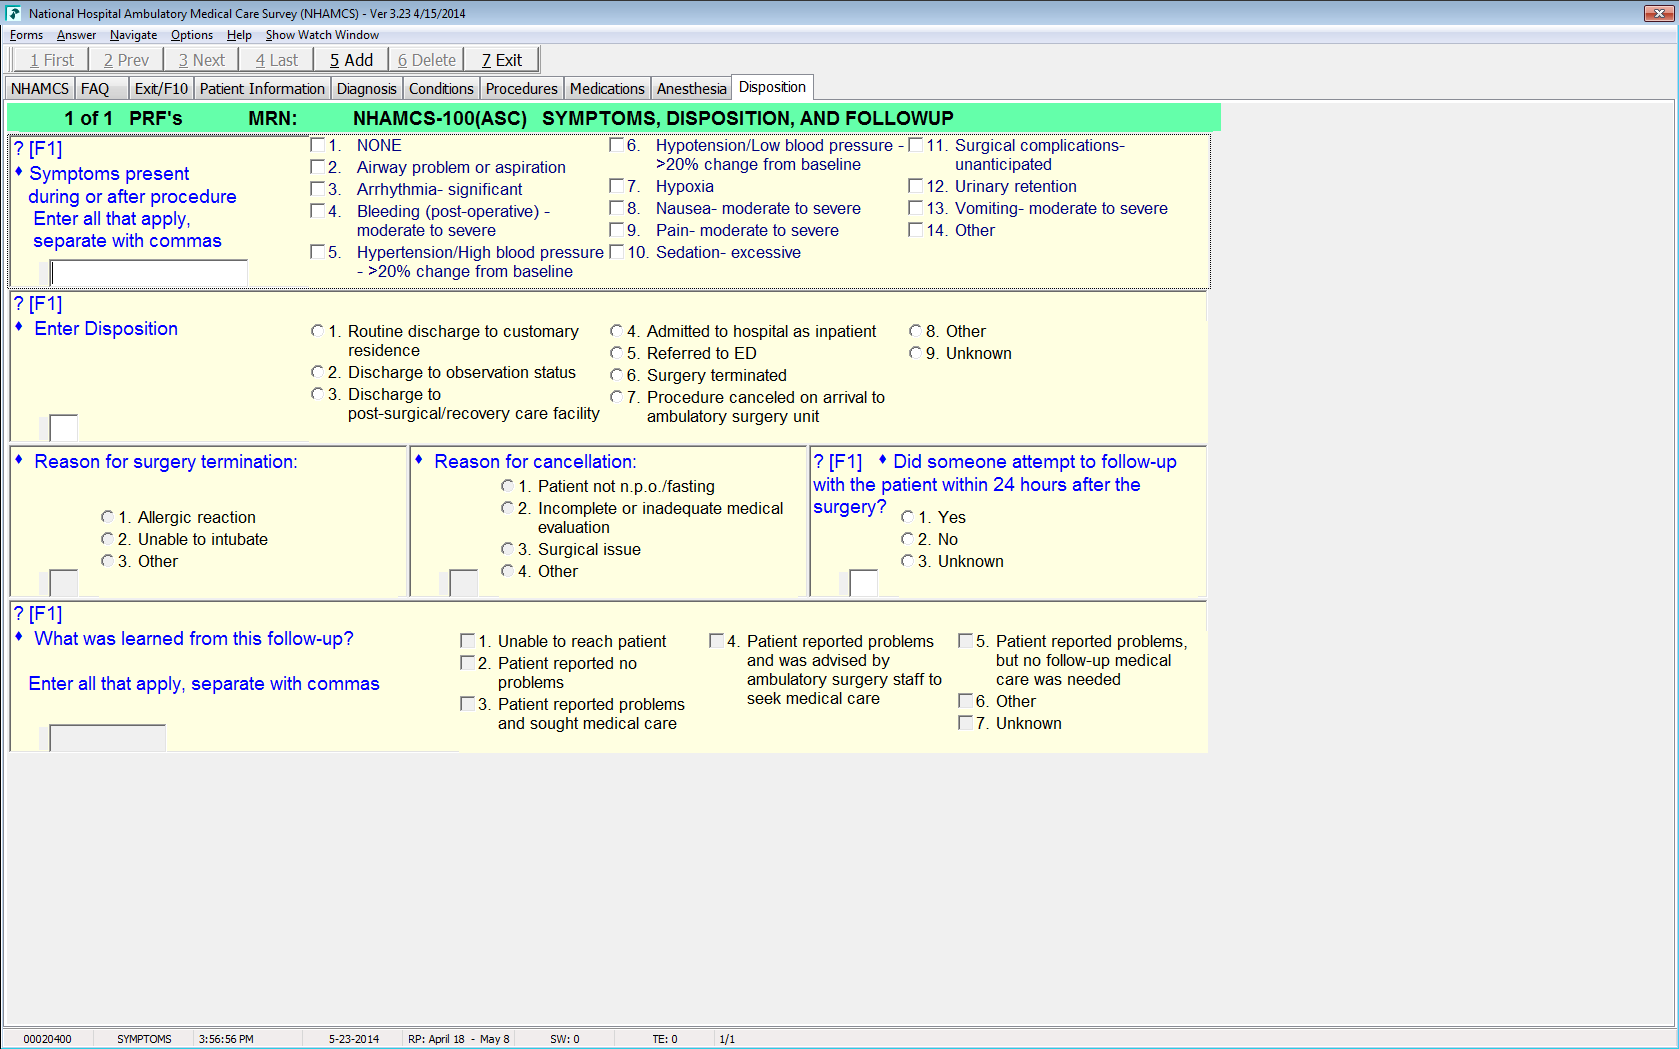 National Hospital Ambulatory Medical Care Survey (NHAMCS) - Ver 3.23 4/15/2014
Forms Answer Navigate Options Help Show Watch Window
1 First 2 Prev 3 Next 4 Last 5 Add 6 Delete 7 Exit
NHAMCS FAQ Exit/F10 Patient Information Diagnosis Conditions Procedures Medications Anesthesia Disposition
1 of 1 PRF's MRN: NHAMCS-100(ASC) SYMPTOMS, DISPOSITION, AND FOLLOWUP
? [F1]
Symptoms present
during or after procedure
Enter all that apply,
separate with commas
1. NONE
2. Airway problem or aspiration
3. Arrhythmia- significant
4. Bleeding (post-operative) -
moderate to severe
5. Hypertension/High blood pressure
- >20% change from baseline
6. Hypotension/Low blood pressure -
>20% change from baseline
7. Hypoxia
8. Nausea- moderate to severe
9. Pain- moderate to severe
10. Sedation- excessive
11. Surgical complications-
unanticipated
12. Urinary retention
13. Vomiting- moderate to severe
14. Other
? [F1]
Enter Disposition
1. Routine discharge to customary
residence
2. Discharge to observation status
3. Discharge to
post-surgical/recovery care facility
4. Admitted to hospital as inpatient
5. Referred to ED
6. Surgery terminated
7. Procedure canceled on arrival to
ambulatory surgery unit
8. Other
9. Unknown
Reason for surgery termination:
1. Allergic reaction
2. Unable to intubate
3. Other
Reason for cancellation:
1. Patient not n.p.o./fasting
2. Incomplete or inadequate medical
evaluation
3. Surgical issue
4. Other
? [F1] Did someone attempt to follow-up
with the patient within 24 hours after the
surgery?
1. Yes
2. No
3. Unknown
? [F1]
What was learned from this follow-up?
Enter all that apply, separate with commas
1. Unable to reach patient
2. Patient reported no
problems
3. Patient reported problems
and sought medical care
4. Patient reported problems
and was advised by
ambulatory surgery staff to
seek medical care
5. Patient reported problems,
but no follow-up medical
care was needed
6. Other
7. Unknown
00020400 SYMPTOMS 3:56:56 PM 5-23-2014 RP: April 18 - May 8 SW: 0 TE: 0 1/1